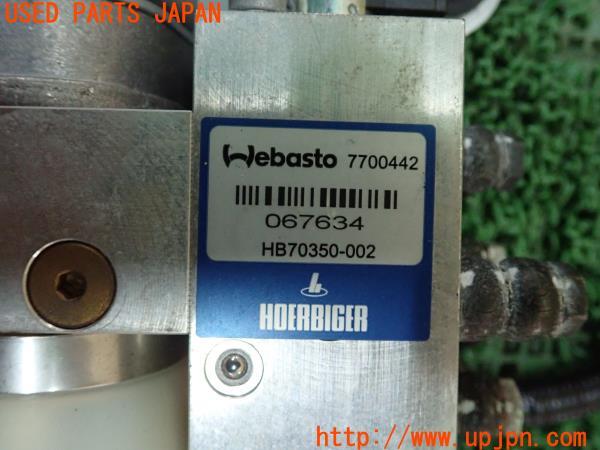 USED PARTS JAPAN
Webasto 7700442
067634
HB70350-002
HOERBIGER
http://www.upjpn.com